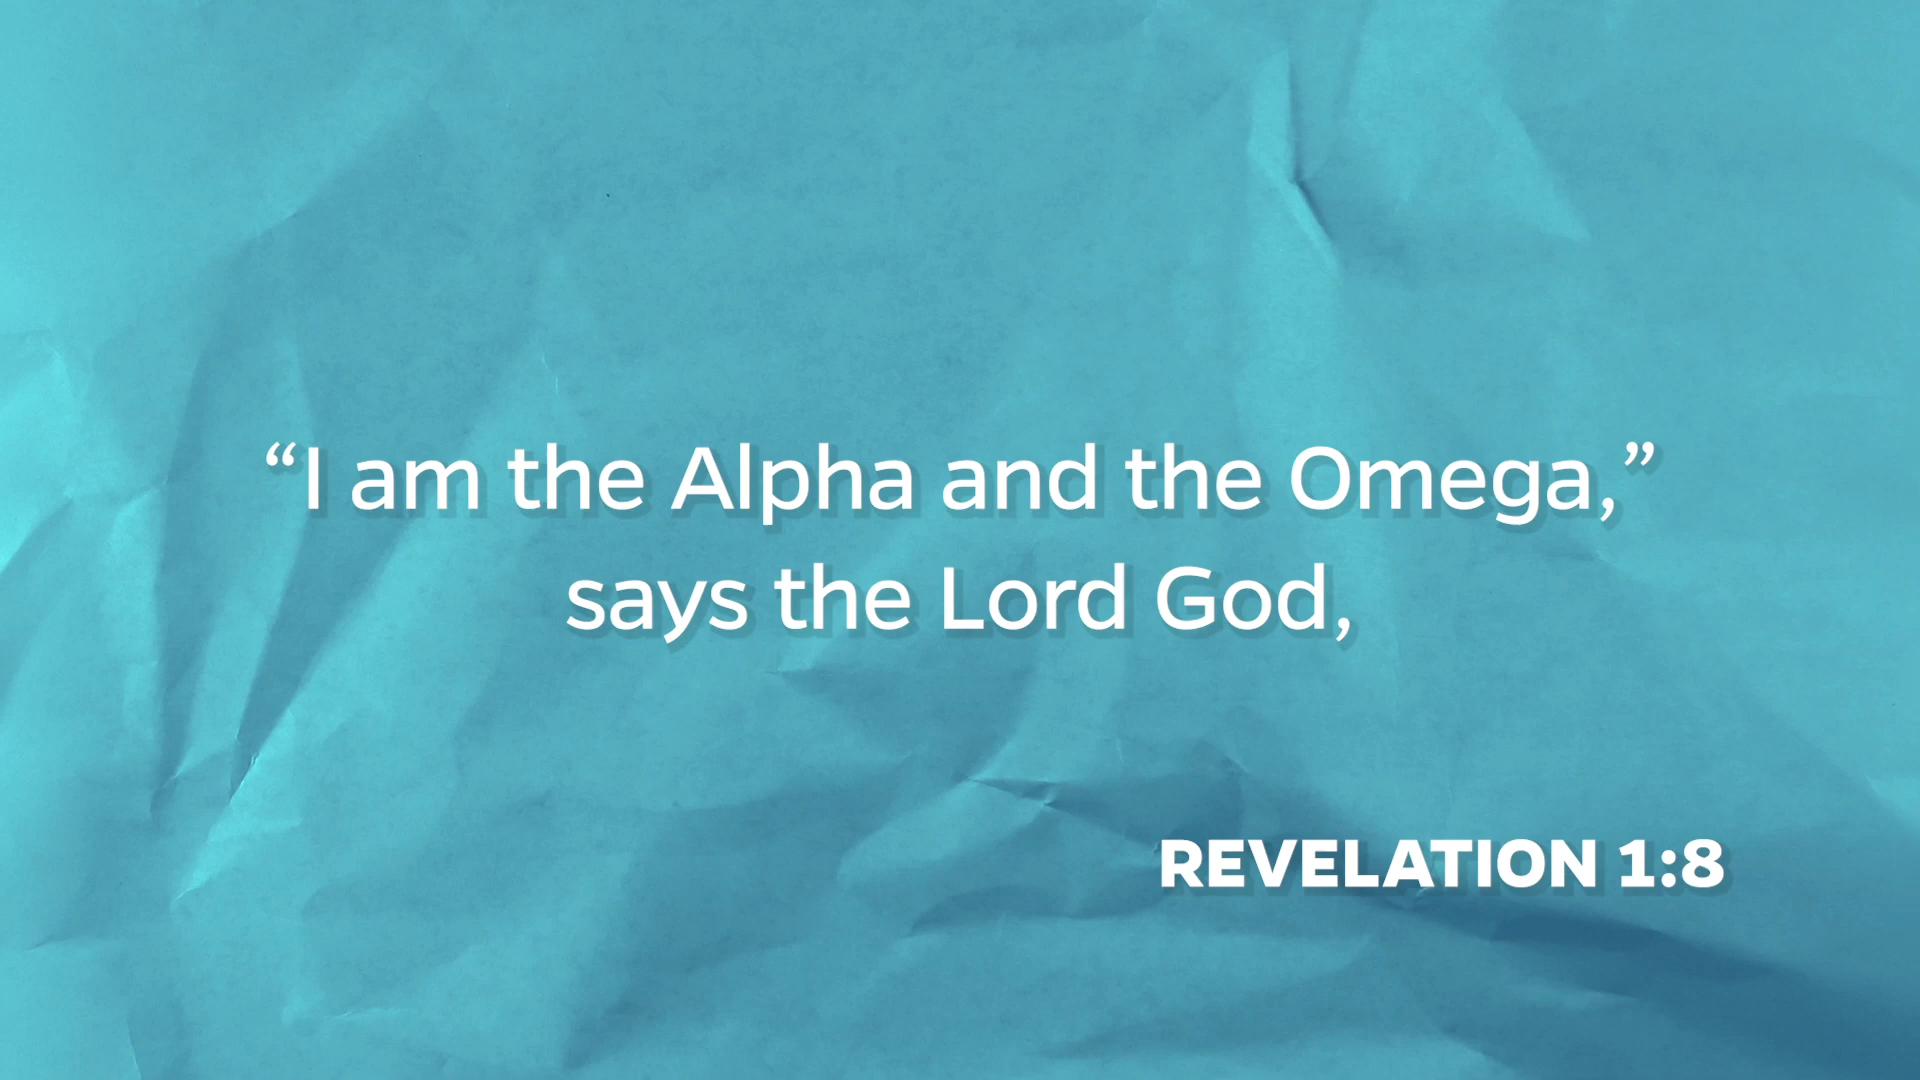 “I am the Alpha and the Omega,”
says the Lord God,
REVELATION 1:8